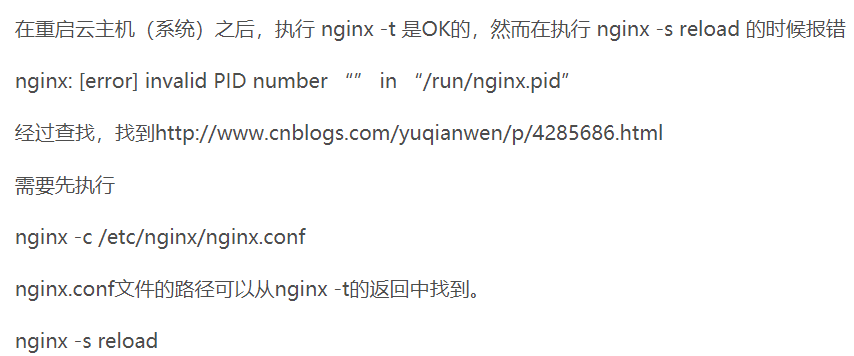 在重启云主机（系统）之后，执行 nginx -t 是OK的，然而在执行 nginx -s reload 的时候报错
nginx: [error] invalid PID number “” in “/run/nginx.pid”
经过查找，找到http://www.cnblogs.com/yuqianwen/p/4285686.html
需要先执行
nginx -c /etc/nginx/nginx.conf
nginx.conf文件的路径可以从nginx -t的返回中找到。
nginx -s reload